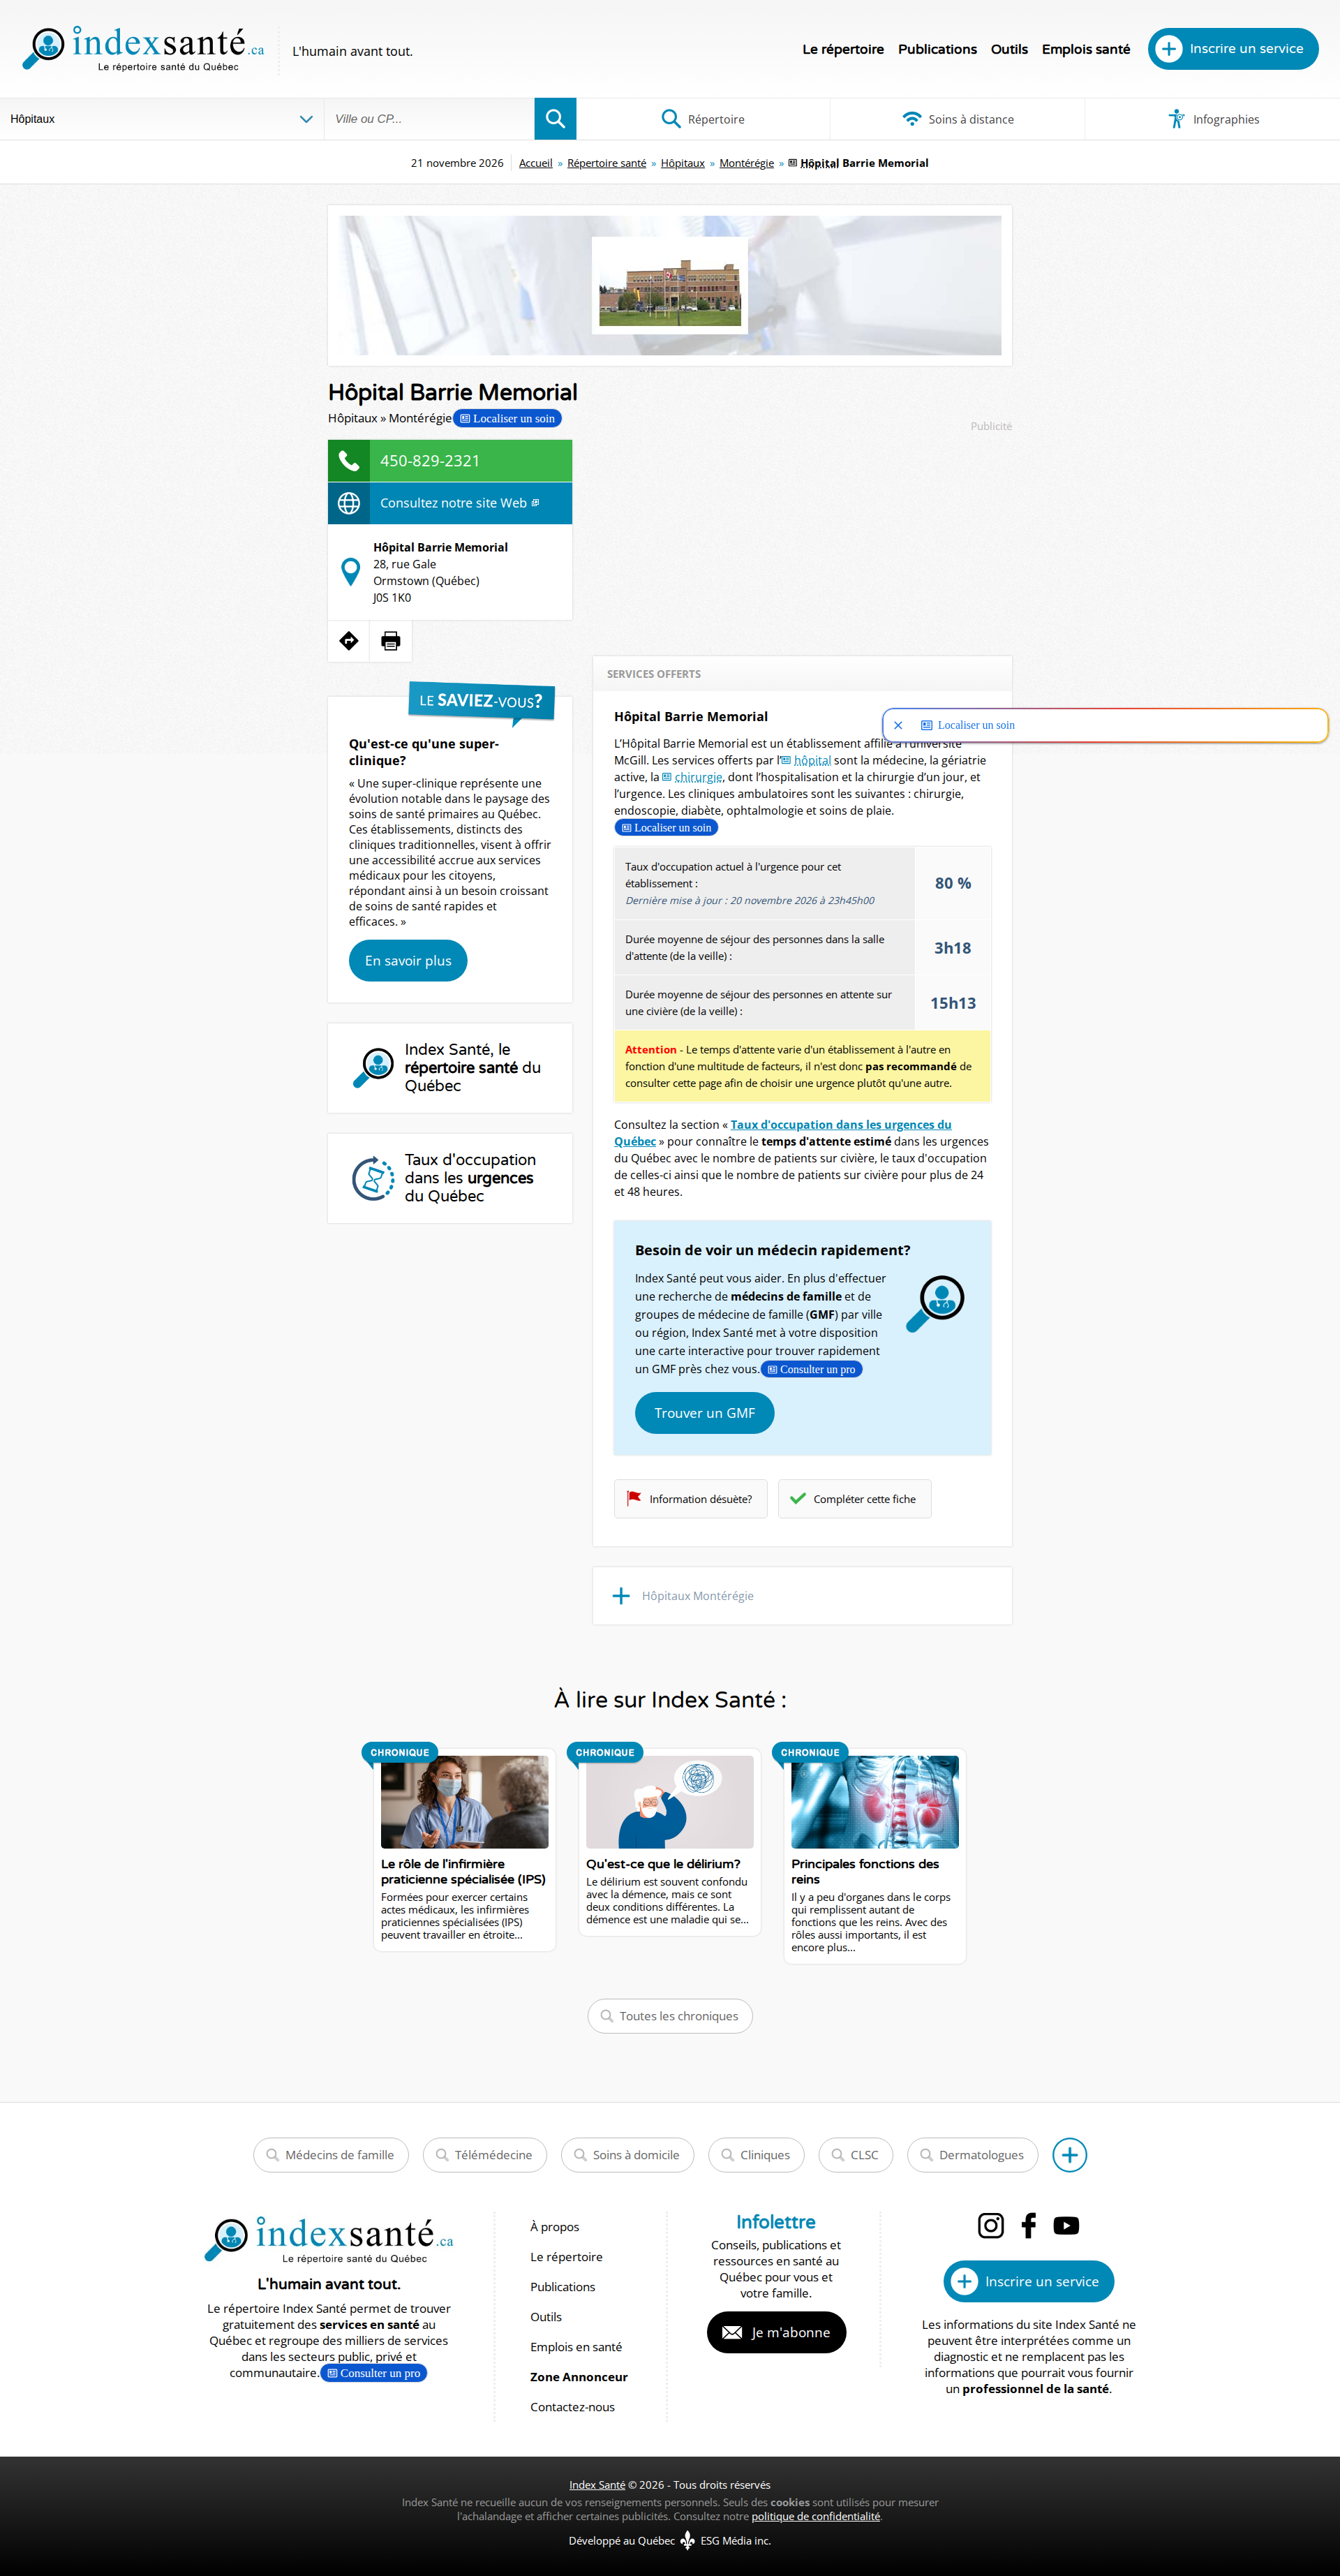 indexsanté.ca
Le répertoire santé du Québec
L'humain avant tout.
Le répertoire
Publications
Outils
Emplois santé
Inscrire un service
Hôpitaux
Ville ou CP...
Répertoire
Soins à distance
Infographies
21 novembre 2026
Accueil » Répertoire santé » Hôpitaux » Montérégie » Hôpital Barrie Memorial
Hôpital Barrie Memorial
Hôpitaux » Montérégie Localiser un soin
Publicité
450-829-2321
Consultez notre site Web
Hôpital Barrie Memorial
28, rue Gale
Ormstown (Québec)
J0S 1K0
LE SAVIEZ-VOUS?
Qu'est-ce qu'une super-
clinique?
« Une super-clinique représente une
évolution notable dans le paysage des
soins de santé primaires au Québec.
Ces établissements, distincts des
cliniques traditionnelles, visent à offrir
une accessibilité accrue aux services
médicaux pour les citoyens,
répondant ainsi à un besoin croissant
de soins de santé rapides et
efficaces. »
En savoir plus
Index Santé, le
répertoire santé du
Québec
Taux d'occupation
dans les urgences
du Québec
SERVICES OFFERTS
Hôpital Barrie Memorial
Localiser un soin
L'Hôpital Barrie Memorial est un établissement affilié à l'université
McGill. Les services offerts par l'hôpital sont la médecine, la gériatrie
active, la chirurgie, dont l'hospitalisation et la chirurgie d'un jour, et
l'urgence. Les cliniques ambulatoires sont les suivantes : chirurgie,
endoscopie, diabète, ophtalmologie et soins de plaie.
Localiser un soin
Taux d'occupation actuel à l'urgence pour cet
établissement :
Dernière mise à jour : 20 novembre 2026 à 23h45h00
80 %
Durée moyenne de séjour des personnes dans la salle
d'attente (de la veille) :
3h18
Durée moyenne de séjour des personnes en attente sur
une civière (de la veille) :
15h13
Attention - Le temps d'attente varie d'un établissement à l'autre en
fonction d'une multitude de facteurs, il n'est donc pas recommandé de
consulter cette page afin de choisir une urgence plutôt qu'une autre.
Consultez la section « Taux d'occupation dans les urgences du
Québec » pour connaître le temps d'attente estimé dans les urgences
du Québec avec le nombre de patients sur civière, le taux d'occupation
de celles-ci ainsi que le nombre de patients sur civière pour plus de 24
et 48 heures.
Besoin de voir un médecin rapidement?
Index Santé peut vous aider. En plus d'effectuer
une recherche de médecins de famille et de
groupes de médecine de famille (GMF) par ville
ou région, Index Santé met à votre disposition
une carte interactive pour trouver rapidement
un GMF près chez vous. Consulter un pro
Trouver un GMF
Information désuète?
Compléter cette fiche
Hôpitaux Montérégie
À lire sur Index Santé :
CHRONIQUE
Le rôle de l'infirmière
praticienne spécialisée (IPS)
Formées pour exercer certains
actes médicaux, les infirmières
praticiennes spécialisées (IPS)
peuvent travailler en étroite...
CHRONIQUE
Qu'est-ce que le délirium?
Le délirium est souvent confondu
avec la démence, mais ce sont
deux conditions différentes. La
démence est une maladie qui se...
CHRONIQUE
Principales fonctions des
reins
Il y a peu d'organes dans le corps
qui remplissent autant de
fonctions que les reins. Avec des
rôles aussi importants, il est
encore plus...
Toutes les chroniques
Médecins de famille
Télémédecine
Soins à domicile
Cliniques
CLSC
Dermatologues
indexsanté.ca
Le répertoire santé du Québec
L'humain avant tout.
Le répertoire Index Santé permet de trouver
gratuitement des services en santé au
Québec et regroupe des milliers de services
dans les secteurs public, privé et
communautaire. Consulter un pro
À propos
Le répertoire
Publications
Outils
Emplois en santé
Zone Annonceur
Contactez-nous
Infolettre
Conseils, publications et
ressources en santé au
Québec pour vous et
votre famille.
Je m'abonne
Inscrire un service
Les informations du site Index Santé ne
peuvent être interprétées comme un
diagnostic et ne remplacent pas les
informations que pourrait vous fournir
un professionnel de la santé.
Index Santé © 2026 - Tous droits réservés
Index Santé ne recueille aucun de vos renseignements personnels. Seuls des cookies sont utilisés pour mesurer
l'achalandage et afficher certaines publicités. Consultez notre politique de confidentialité.
Développé au Québec ESG Média inc.